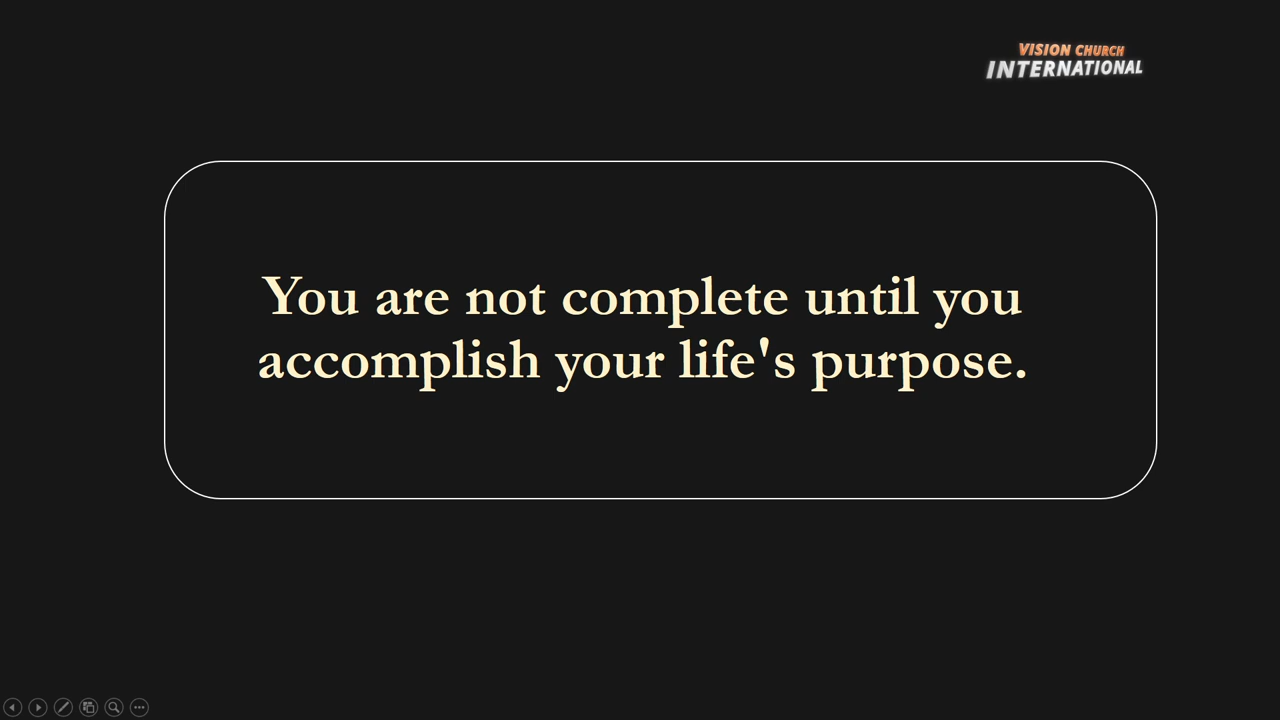 VISION CHURCH
INTERNATIONAL
You are not complete until you
accomplish your life's purpose.